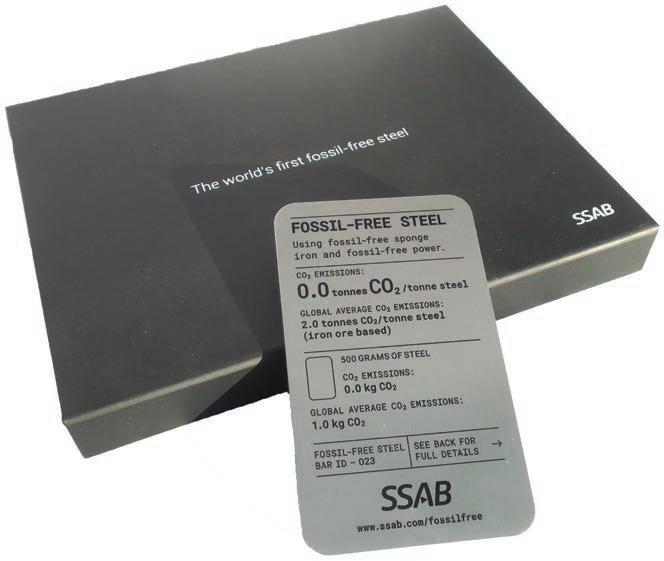 The world's first fossil-free steel
SSAB
FOSSIL-FREE STEEL
Using fossil-free sponge
iron and fossil-free power.
CO₂ EMISSIONS:
0.0 tonnes CO₂/tonne steel
GLOBAL AVERAGE CO₂ EMISSIONS:
2.0 tonnes CO₂/tonne steel
(iron ore based)
500 GRAMS OF STEEL
CO₂ EMISSIONS:
0.0 kg CO₂
GLOBAL AVERAGE CO₂ EMISSIONS:
1.0 kg CO₂
FOSSIL-FREE STEEL
BAR ID – 023
SEE BACK FOR →
FULL DETAILS
SSAB
www.ssab.com/fossilfree